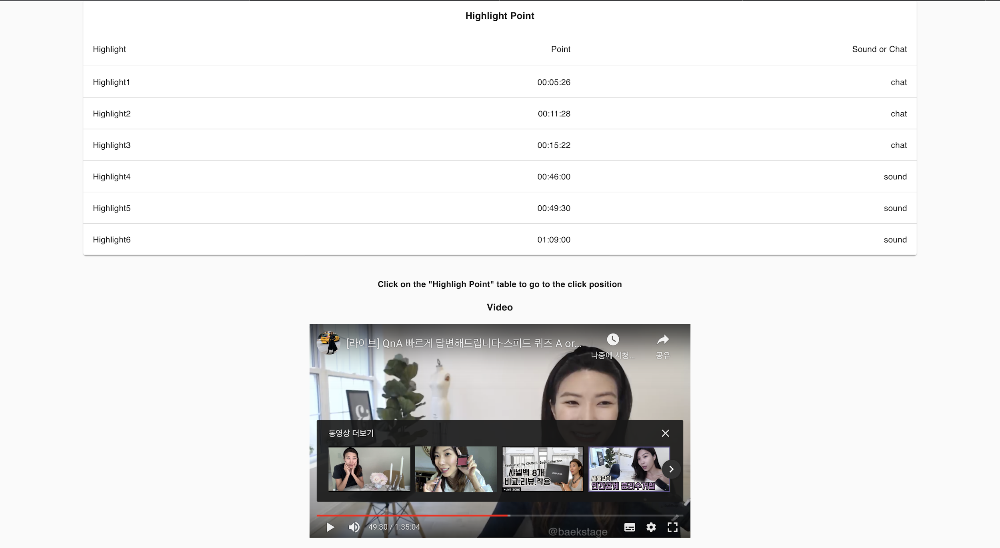 Highlight Point
Highlight Point Sound or Chat
Highlight1 00:05:26 chat
Highlight2 00:11:28 chat
Highlight3 00:15:22 chat
Highlight4 00:46:00 sound
Highlight5 00:49:30 sound
Highlight6 01:09:00 sound
Click on the "Highligh Point" table to go to the click position
Video
[라이브] QnA 빠르게 답변해드립니다-스피드 퀴즈 A or...
나중에 시청...
공유
동영상 더보기
CHANEL CHANEL
Review of my CHANEL Bags Collection
샤넬백 8개
비교,리뷰,착용
CHANEL
▶LIVE [라이브]
새해맞이
인간관계 분리수거법
49:30 / 1:35:04
@baekstage